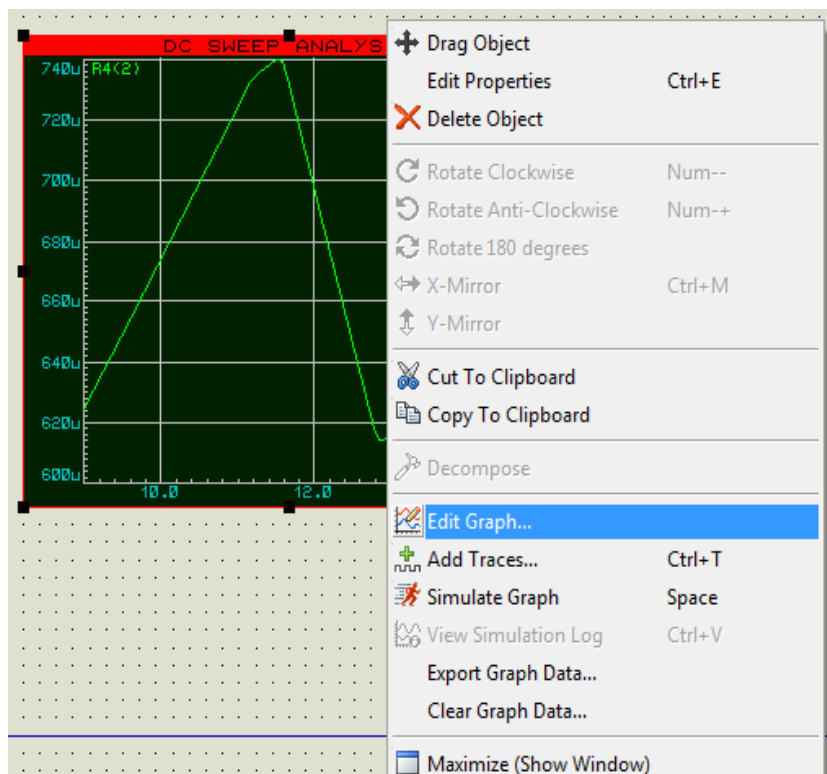 DC SWEEP ANALYS
740u R4(2)
720u
700u
680u
660u
640u
620u
600u
10.0 12.0
Drag Object
Edit Properties Ctrl+E
Delete Object
Rotate Clockwise Num--
Rotate Anti-Clockwise Num-+
Rotate 180 degrees
X-Mirror Ctrl+M
Y-Mirror
Cut To Clipboard
Copy To Clipboard
Decompose
Edit Graph...
Add Traces... Ctrl+T
Simulate Graph Space
View Simulation Log Ctrl+V
Export Graph Data...
Clear Graph Data...
Maximize (Show Window)